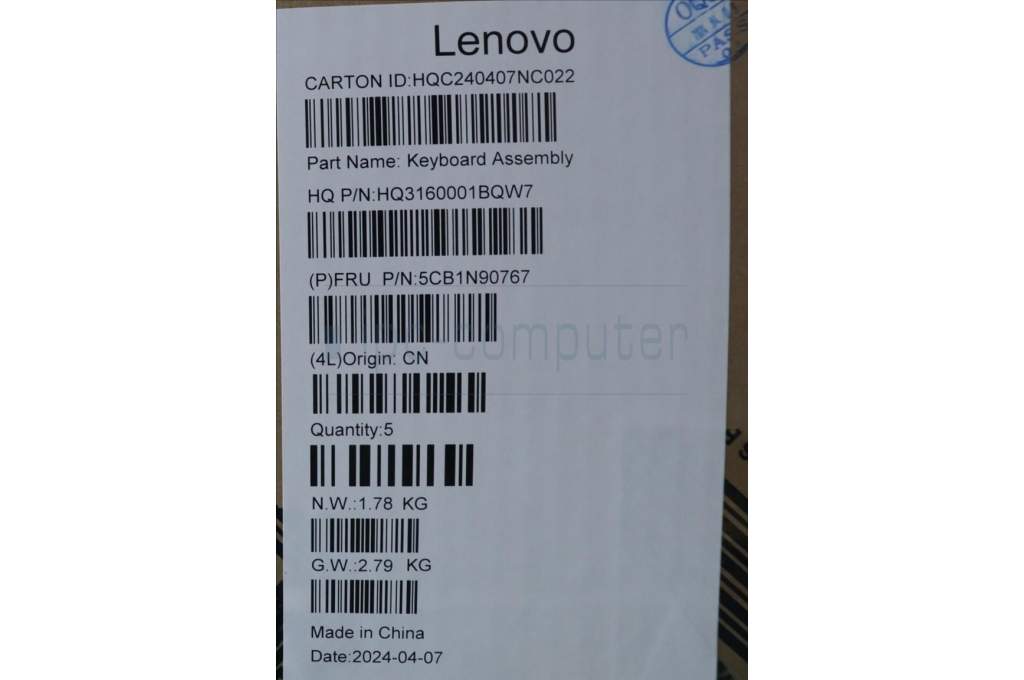 Lenovo
CARTON ID:HQC240407NC022
Part Name: Keyboard Assembly
HQ P/N:HQ3160001BQW7
(P)FRU P/N:5CB1N90767
computer
(4L)Origin: CN
Quantity:5
N.W.:1.78 KG
G.W.:2.79 KG
Made in China
Date:2024-04-07